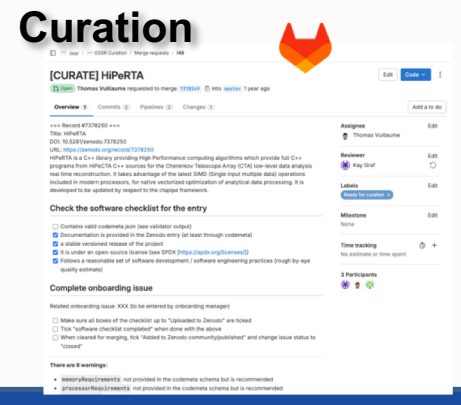 Curation
OSSR Curation / Merge requests / 148
[CURATE] HiPeRTA
Edit
Code
Open Thomas Vuillaume requested to merge 7378249 into master 1 year ago
Overview 1 Commits 2 Pipelines 2 Changes 1
Add a to do
=== Record #7378250 ===
Title: HiPeRTA
DOI: 10.5281/zenodo.7378250
URL: https://zenodo.org/record/7378250
HiPeRTA is a C++ library providing High Performance computing algorithms which provide full C++
programs from HiPeCTA C++ sources for the Cherenkov Telescope Array (CTA) low-level data analysis
real time reconstruction. It takes advantage of the latest SIMD (Single input multiple data) operations
included in modern processors, for native vectorized optimization of analytical data processing. It is
developed to be updated by respect to the ctapipe framework.
Check the software checklist for the entry
Contains valid codemeta.json (see validator output)
Documentation is provided in the Zenodo entry (at least through codemeta)
a stable versioned release of the project
It is under an open-source license (see SPDX [https://spdx.org/licenses/])
Follows a reasonable set of software development / software engineering practices (rough by-eye
quality estimate)
Complete onboarding issue
Related onboarding issue: XXX (to be entered by onboarding manager)
Make sure all boxes of the checklist up to "Uploaded to Zenodo" are ticked
Tick "software checklist completed" when done with the above
When cleared for merging, tick "Added to Zenodo community/published" and change issue status to
"closed"
There are 8 warnings:
memoryRequirements not provided in the codemeta schema but is recommended
processorRequirements not provided in the codemeta schema but is recommended
Assignee Edit
Thomas Vuillaume
Reviewer Edit
Kay Graf
Labels Edit
Ready for curation
Milestone Edit
None
Time tracking
No estimate or time spent
3 Participants